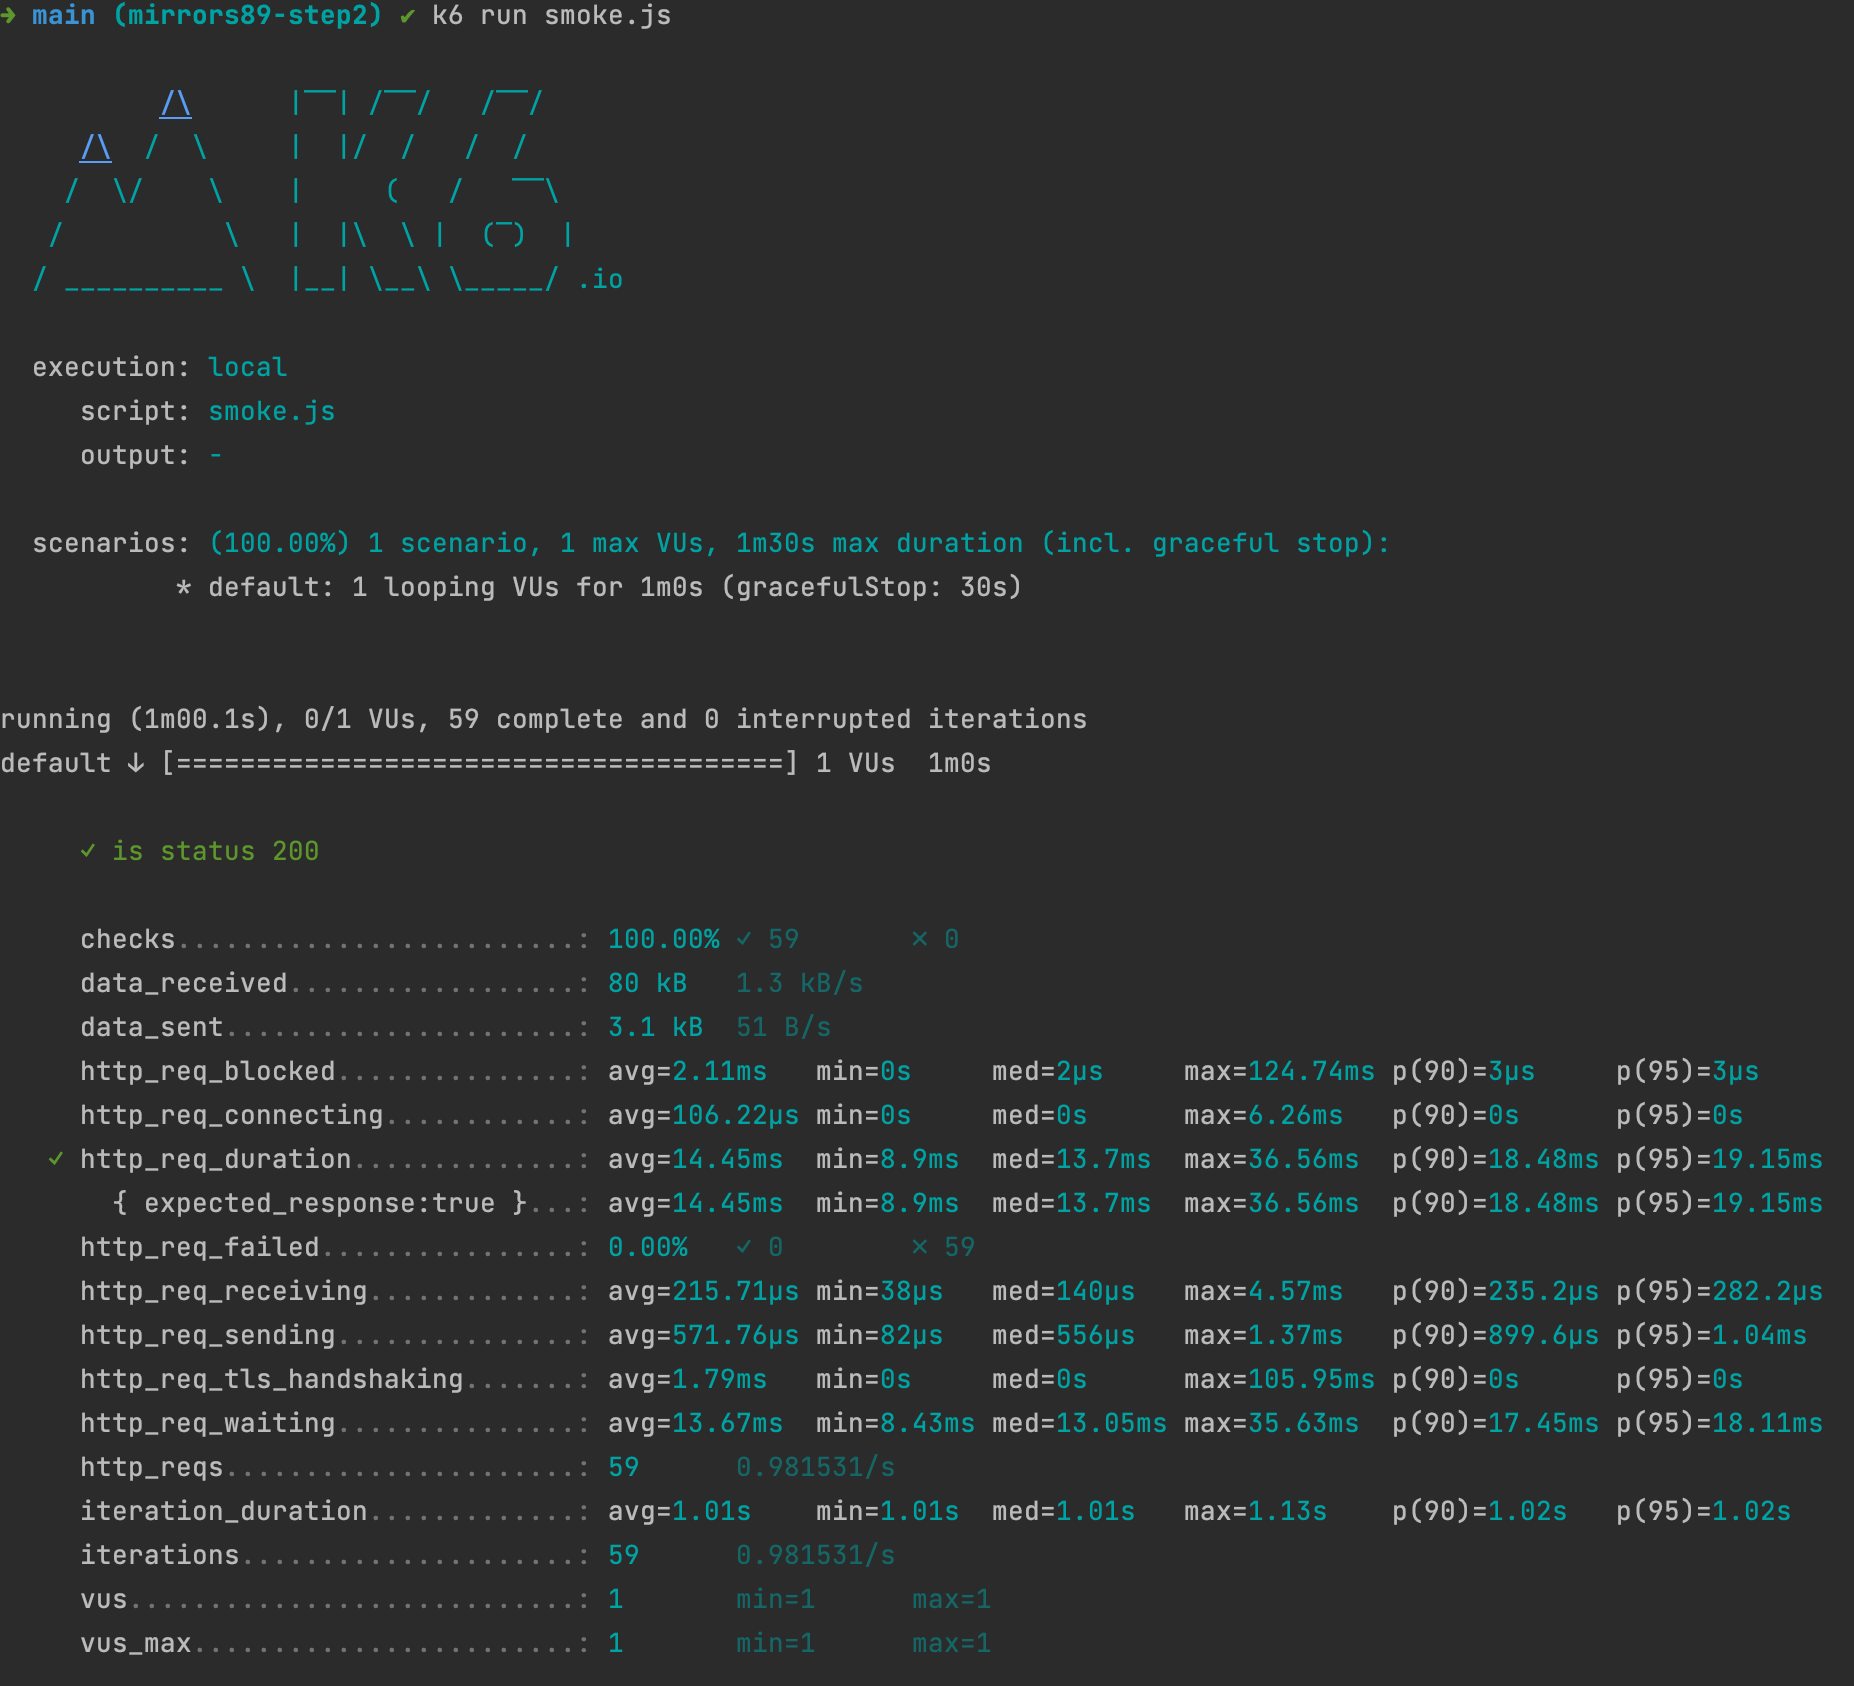 ➜ main (mirrors89-step2) ✔ k6 run smoke.js
          /\      |‾‾| /‾‾/   /‾‾/
     /\  /  \     |  |/  /   /  /
    /  \/    \    |     (   /   ‾‾\
   /          \   |  |\  \ |  (‾)  |
  / __________ \  |__| \__\ \_____/ .io
  execution: local
     script: smoke.js
     output: -
  scenarios: (100.00%) 1 scenario, 1 max VUs, 1m30s max duration (incl. graceful stop):
           * default: 1 looping VUs for 1m0s (gracefulStop: 30s)
running (1m00.1s), 0/1 VUs, 59 complete and 0 interrupted iterations
default ↓ [======================================] 1 VUs  1m0s
     ✓ is status 200
     checks.........................: 100.00% ✓ 59       ✗ 0
     data_received..................: 80 kB   1.3 kB/s
     data_sent......................: 3.1 kB  51 B/s
     http_req_blocked...............: avg=2.11ms   min=0s     med=2µs     max=124.74ms p(90)=3µs     p(95)=3µs
     http_req_connecting............: avg=106.22µs min=0s     med=0s      max=6.26ms   p(90)=0s      p(95)=0s
   ✓ http_req_duration..............: avg=14.45ms  min=8.9ms  med=13.7ms  max=36.56ms  p(90)=18.48ms p(95)=19.15ms
       { expected_response:true }...: avg=14.45ms  min=8.9ms  med=13.7ms  max=36.56ms  p(90)=18.48ms p(95)=19.15ms
     http_req_failed................: 0.00%   ✓ 0        ✗ 59
     http_req_receiving.............: avg=215.71µs min=38µs   med=140µs   max=4.57ms   p(90)=235.2µs p(95)=282.2µs
     http_req_sending...............: avg=571.76µs min=82µs   med=556µs   max=1.37ms   p(90)=899.6µs p(95)=1.04ms
     http_req_tls_handshaking.......: avg=1.79ms   min=0s     med=0s      max=105.95ms p(90)=0s      p(95)=0s
     http_req_waiting...............: avg=13.67ms  min=8.43ms med=13.05ms max=35.63ms  p(90)=17.45ms p(95)=18.11ms
     http_reqs......................: 59      0.981531/s
     iteration_duration.............: avg=1.01s    min=1.01s  med=1.01s   max=1.13s    p(90)=1.02s   p(95)=1.02s
     iterations.....................: 59      0.981531/s
     vus............................: 1       min=1      max=1
     vus_max........................: 1       min=1      max=1